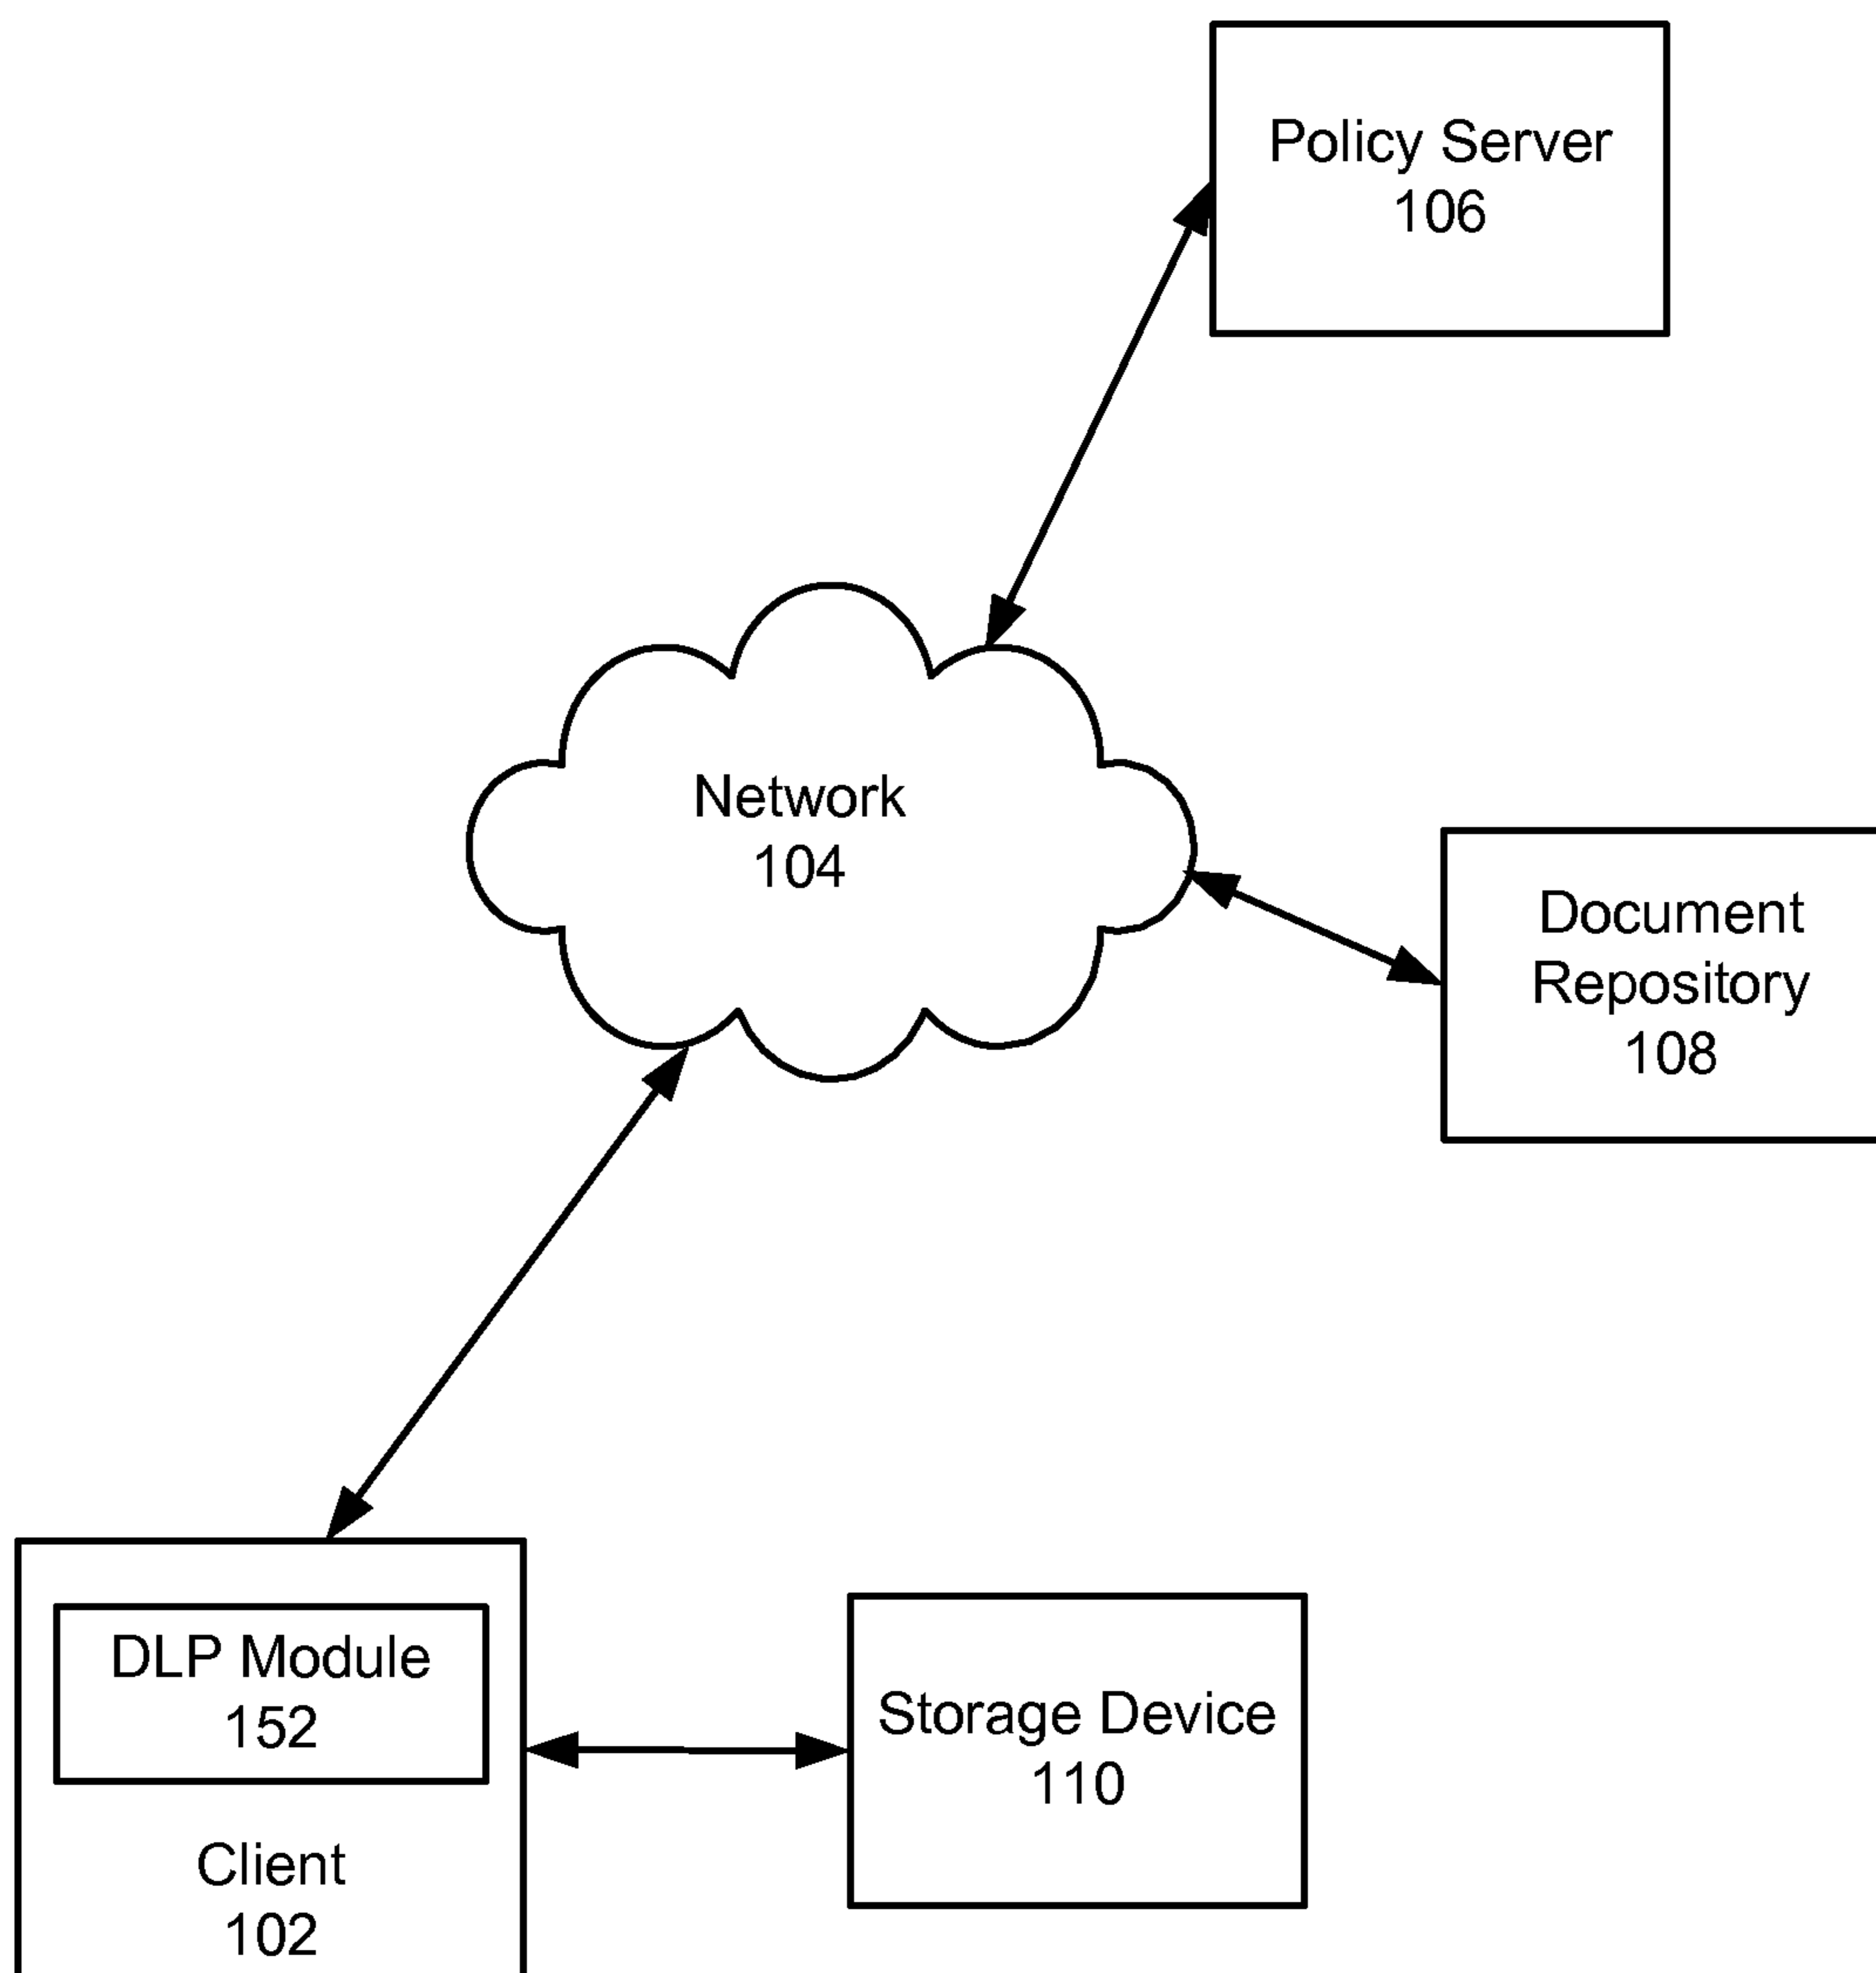 Policy Server
106
Network
104
Document
Repository
108
DLP Module
152
Client
102
Storage Device
110